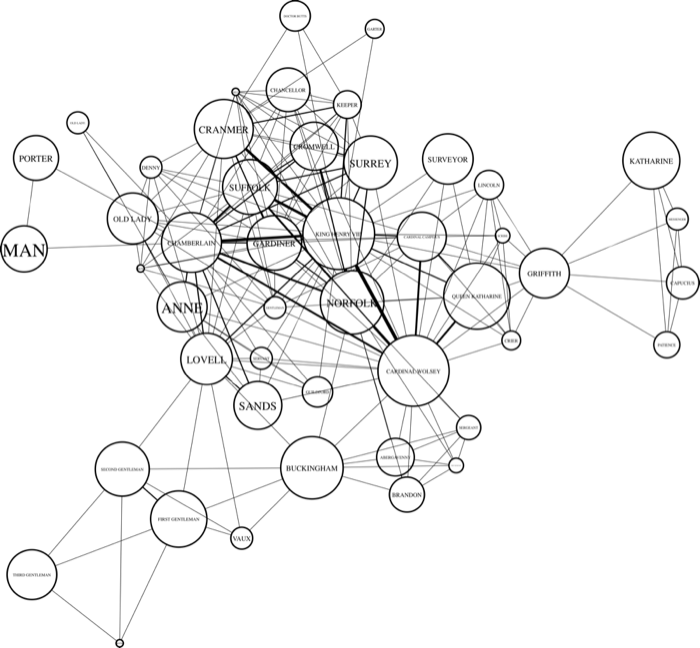 DOCTOR BUTTS
GARTER
CHANCELLOR
KEEPER
CRANMER
CROMWELL
SURREY
SURVEYOR
KATHARINE
PORTER
DENNY
SUFFOLK
LINCOLN
OLD LADY
KING HENRY VIII
CHAMBERLAIN
GARDINER
CARDINAL CAMPEIUS
MAN
GRIFFITH
CAPUCIUS
ANNE
NORFOLK
QUEEN KATHARINE
CRIER
PATIENCE
LOVELL
SERVANT
CARDINAL WOLSEY
SANDS
GUILDFORD
SERGEANT
ABERGAVENNY
SECOND GENTLEMAN
BUCKINGHAM
BRANDON
FIRST GENTLEMAN
VAUX
THIRD GENTLEMAN